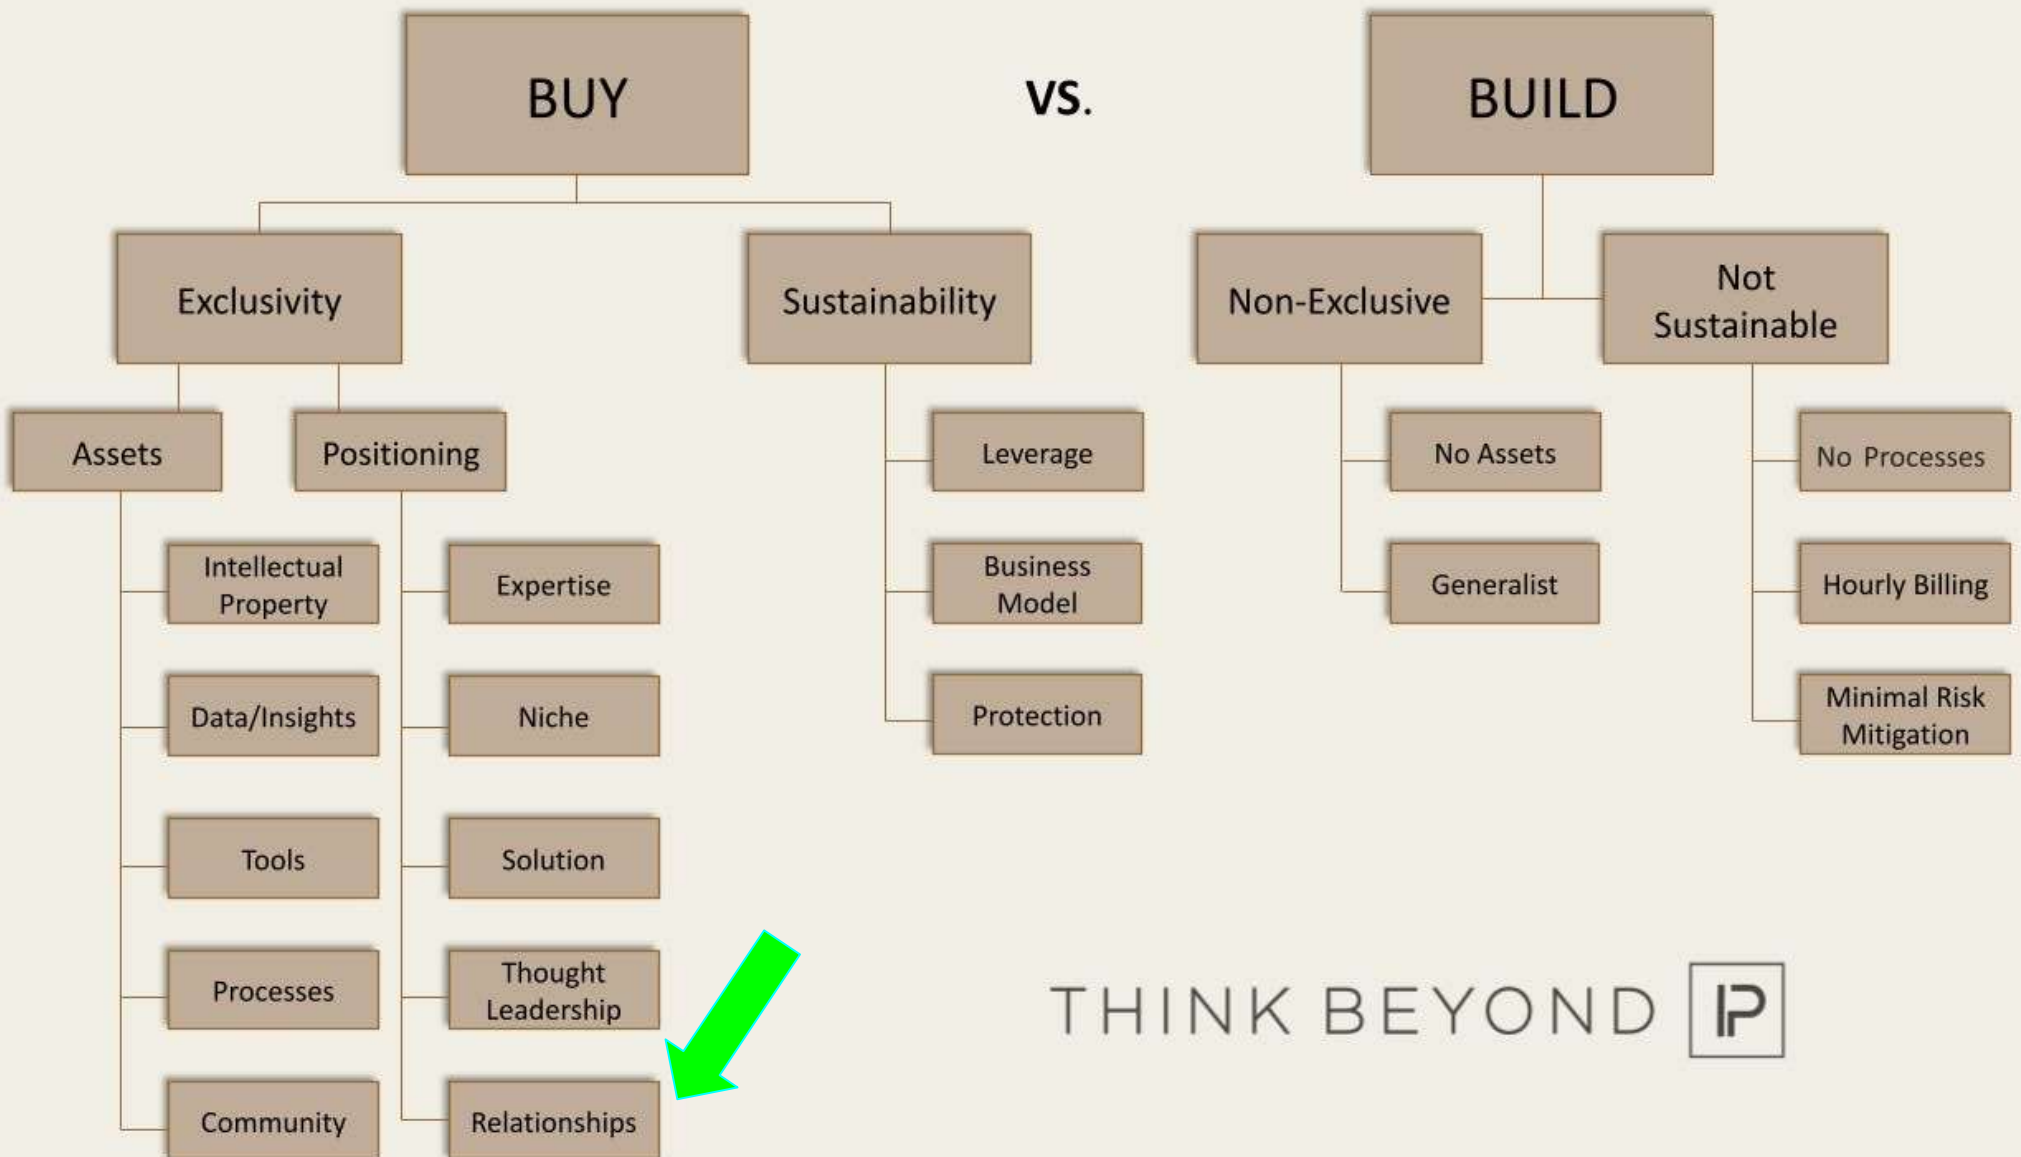 BUY
VS.
BUILD
Exclusivity
Sustainability
Non-Exclusive
Not
Sustainable
Assets
Positioning
Leverage
No Assets
No Processes
Intellectual
Property
Expertise
Business
Model
Generalist
Hourly Billing
Data/Insights
Niche
Protection
Minimal Risk
Mitigation
Tools
Solution
Processes
Thought
Leadership
THINK BEYOND IP
Community
Relationships